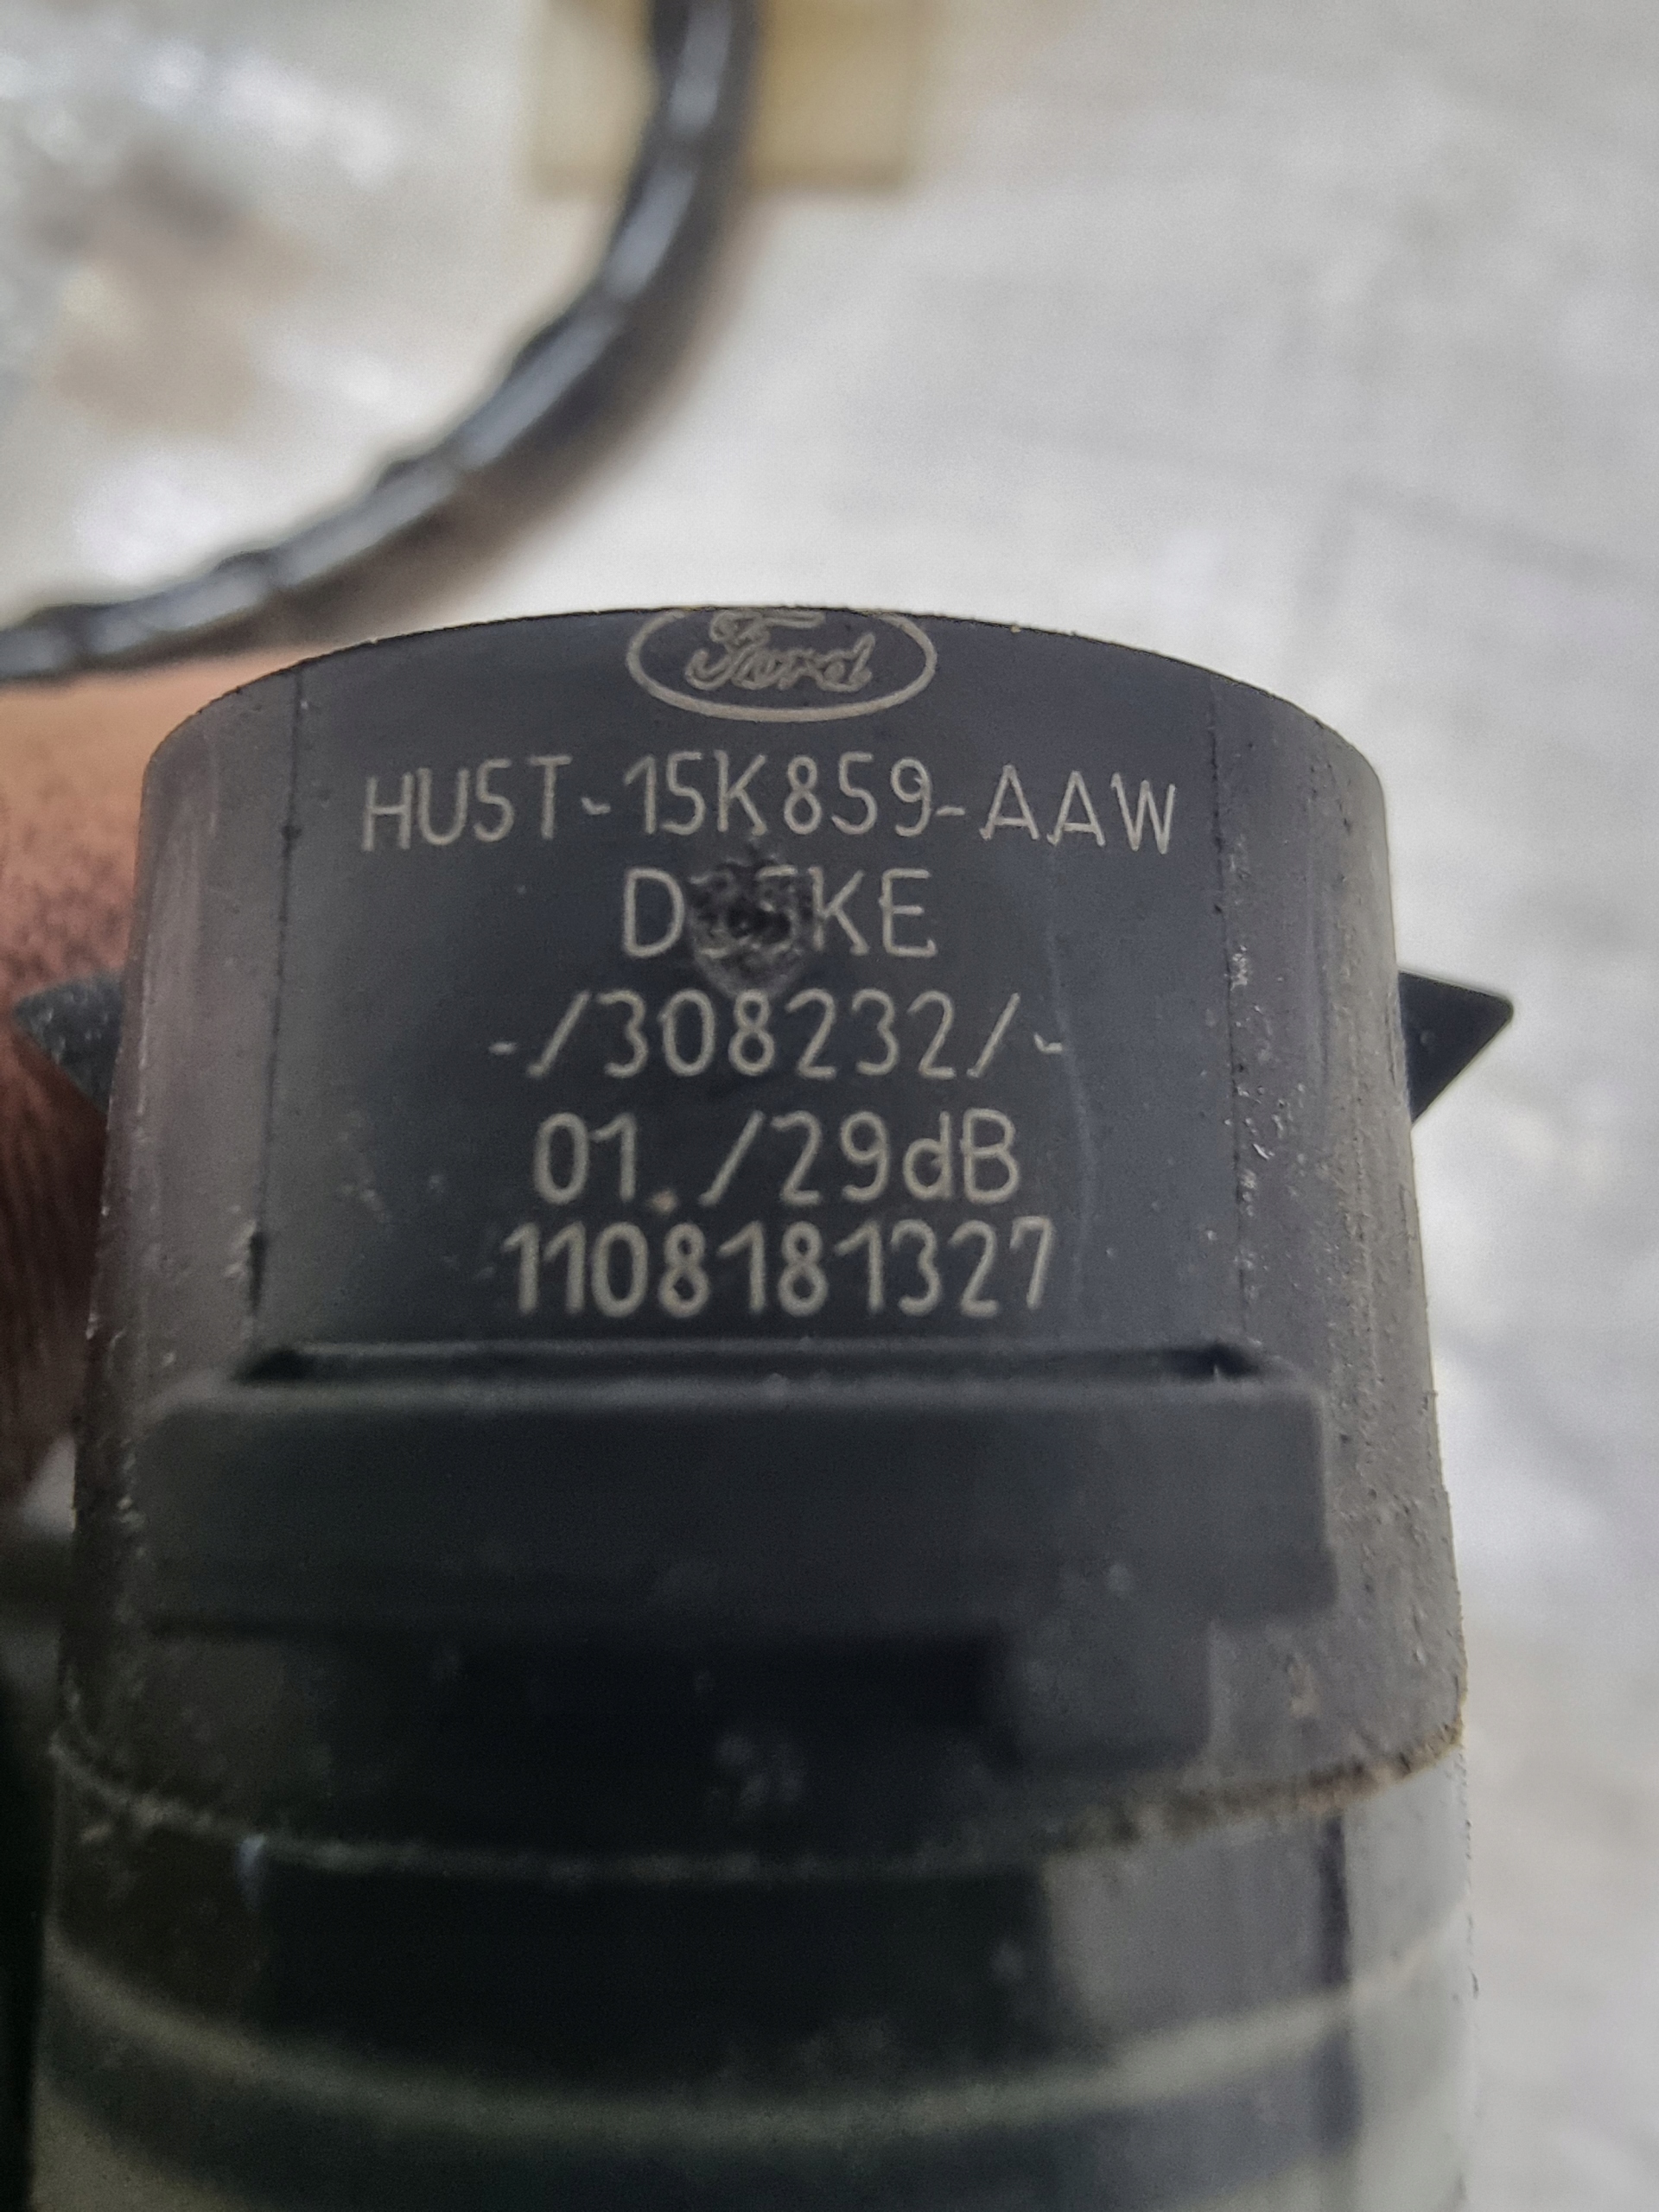 Ford
HU5T-15K859-AAW
-/308232/-
01 /29dB
1108181327